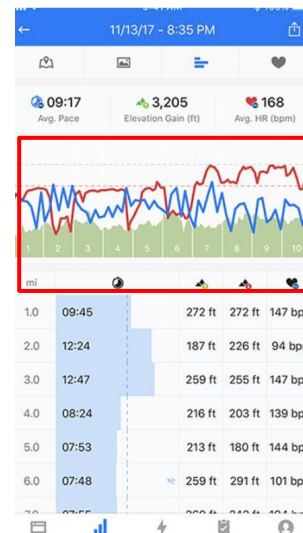 11/13/17 - 8:35 PM
09:17 3,205 168
Avg. Pace Elevation Gain (ft) Avg. HR (bpm)
1 2 3 4 5 6 7 8 9 10
mi
1.0 09:45 272 ft 272 ft 147 bp
2.0 12:24 187 ft 226 ft 94 bpm
3.0 12:47 259 ft 255 ft 147 bp
4.0 08:24 216 ft 203 ft 139 bp
5.0 07:53 213 ft 180 ft 144 bp
6.0 07:48 259 ft 291 ft 101 bp